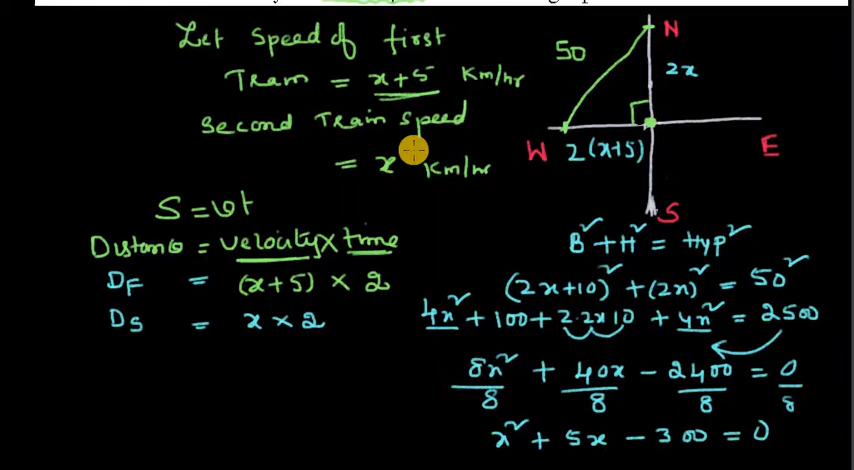 Let Speed of first
Train = x+5 Km/hr
Second Train Speed
= x Km/hr
S = vt
Distance = velocity × time
DF = (x+5) × 2
DS = x × 2
N
50
2x
W
2(x+5)
E
S
B² + H² = Hyp²
(2x+10)² + (2x)² = 50²
4x² + 100 + 2·2x·10 + 4x² = 2500
8x²/8 + 40x/8 - 2400/8 = 0/8
x² + 5x - 300 = 0